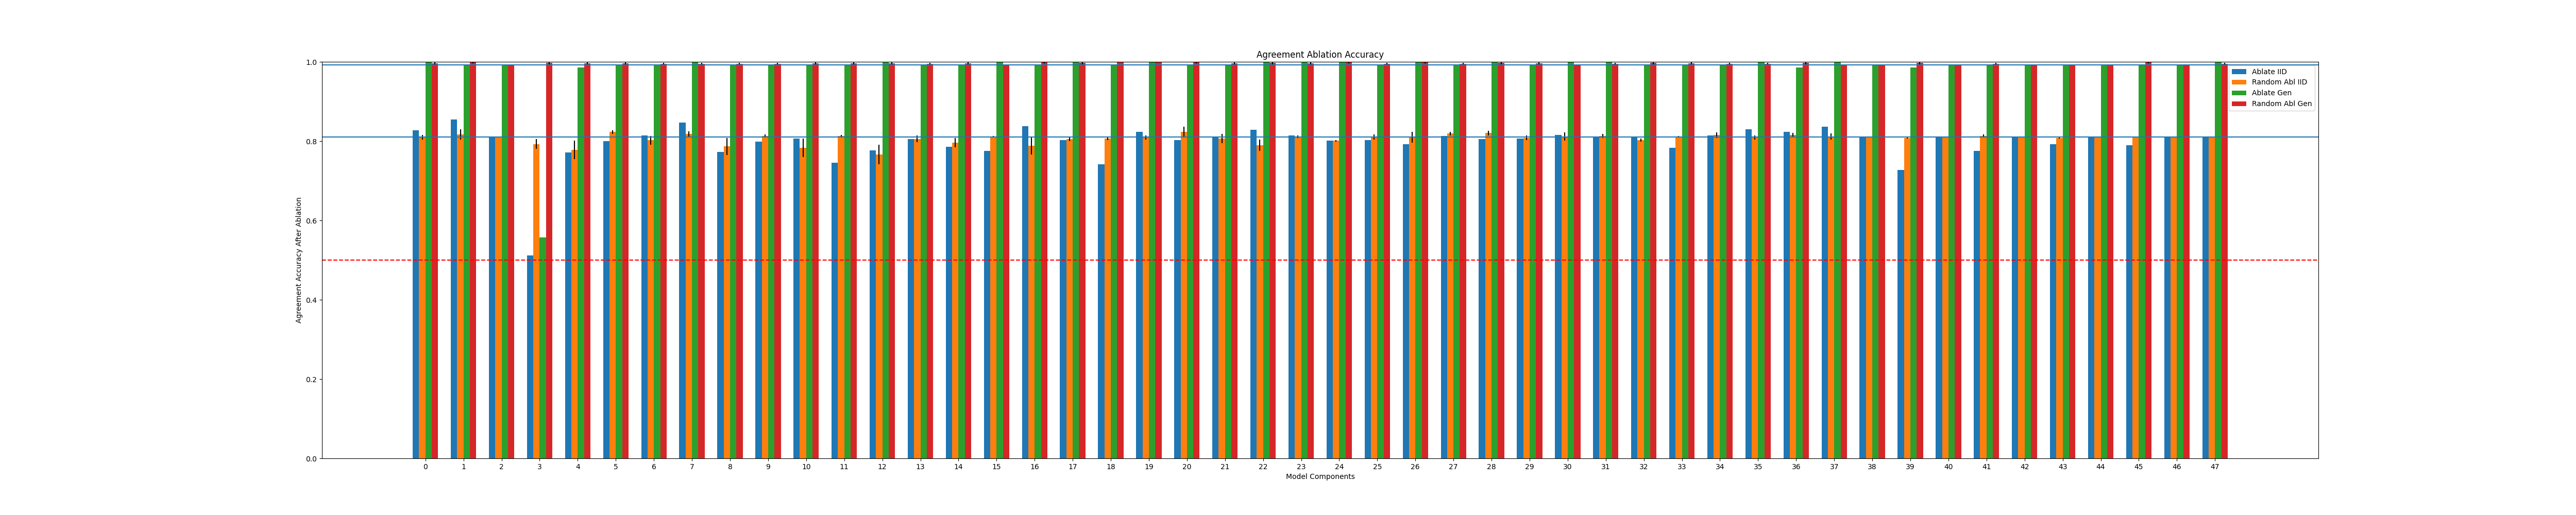 Agreement Ablation Accuracy
1.0
0.8
0.6
0.4
0.2
0.0
Agreement Accuracy After Ablation
Ablate IID
Random Abl IID
Ablate Gen
Random Abl Gen
0 1 2 3 4 5 6 7 8 9 10 11 12 13 14 15 16 17 18 19 20 21 22 23 24 25 26 27 28 29 30 31 32 33 34 35 36 37 38 39 40 41 42 43 44 45 46 47
Model Components